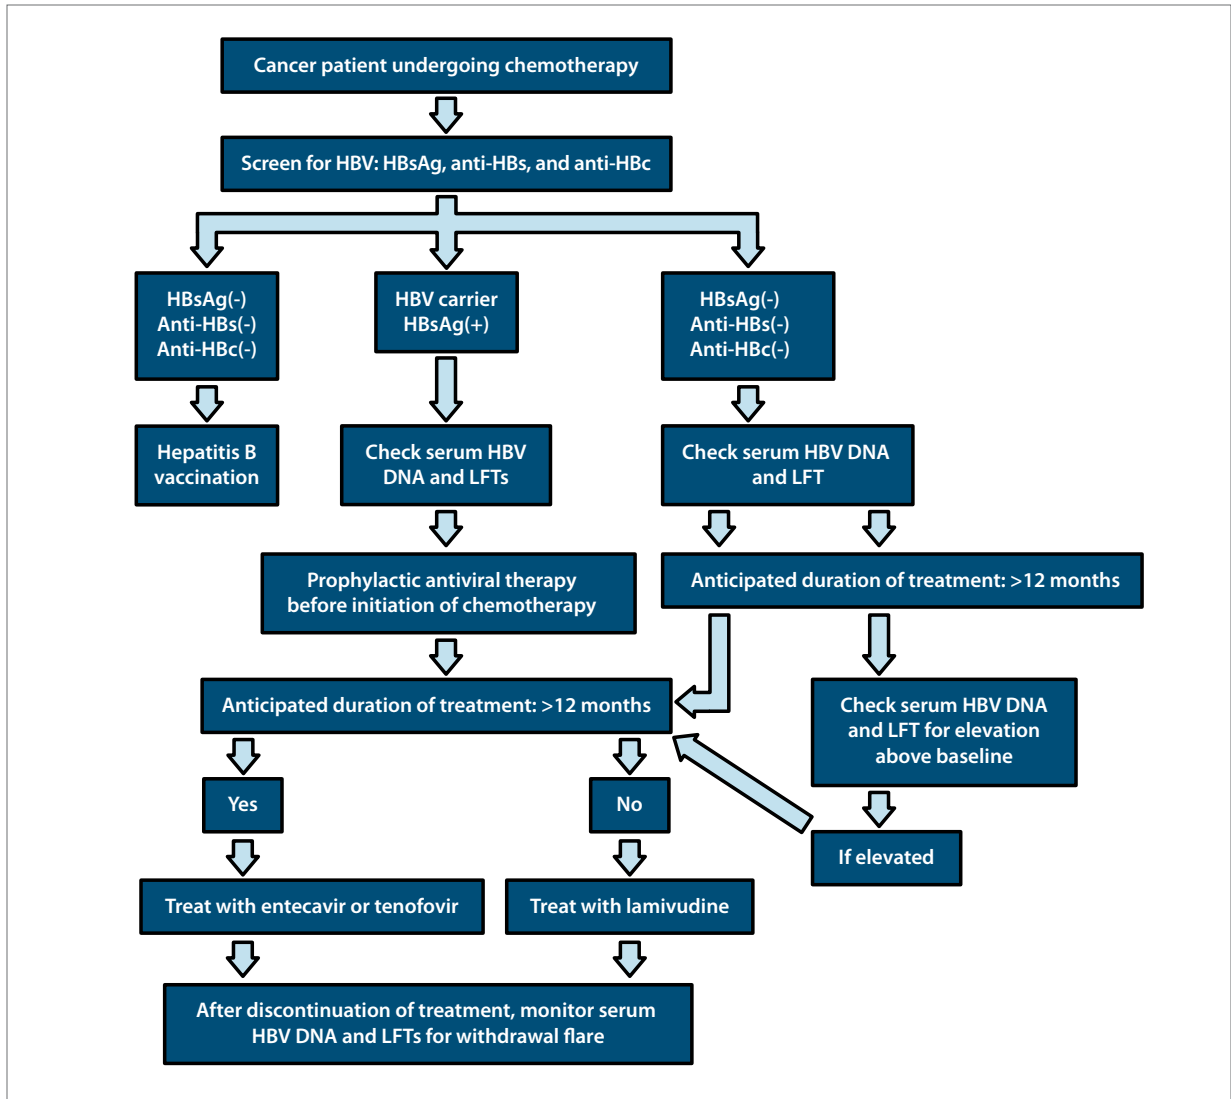 Cancer patient undergoing chemotherapy
Screen for HBV: HBsAg, anti-HBs, and anti-HBc
HBsAg(-)
Anti-HBs(-)
Anti-HBc(-)
HBV carrier
HBsAg(+)
HBsAg(-)
Anti-HBs(-)
Anti-HBc(-)
Hepatitis B
vaccination
Check serum HBV
DNA and LFTs
Check serum HBV DNA
and LFT
Prophylactic antiviral therapy
before initiation of chemotherapy
Anticipated duration of treatment: >12 months
Anticipated duration of treatment: >12 months
Check serum HBV DNA
and LFT for elevation
above baseline
Yes
No
If elevated
Treat with entecavir or tenofovir
Treat with lamivudine
After discontinuation of treatment, monitor serum
HBV DNA and LFTs for withdrawal flare